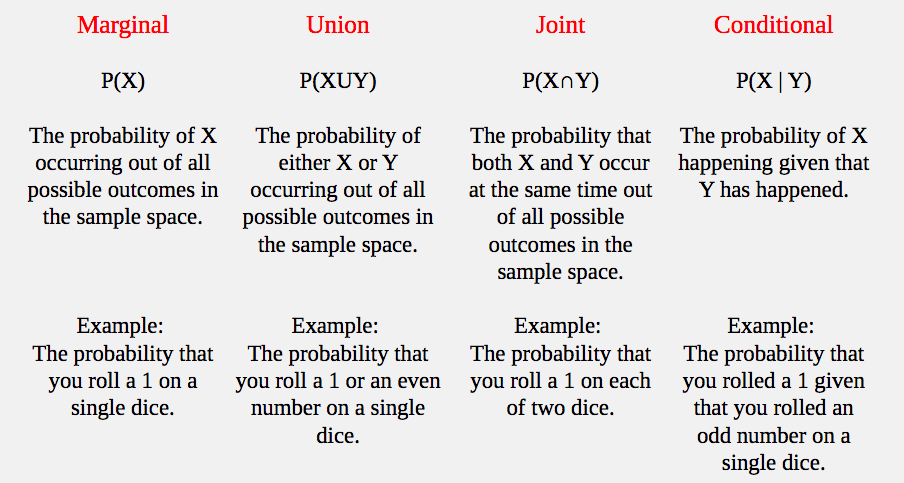 Marginal
P(X)
The probability of X
occurring out of all
possible outcomes in
the sample space.
Example:
The probability that
you roll a 1 on a
single dice.
Union
P(XUY)
The probability of
either X or Y
occurring out of all
possible outcomes in
the sample space.
Example:
The probability that
you roll a 1 or an even
number on a single
dice.
Joint
P(X∩Y)
The probability that
both X and Y occur
at the same time out
of all possible
outcomes in the
sample space.
Example:
The probability that
you roll a 1 on each
of two dice.
Conditional
P(X | Y)
The probability of X
happening given that
Y has happened.
Example:
The probability that
you rolled a 1 given
that you rolled an
odd number on a
single dice.